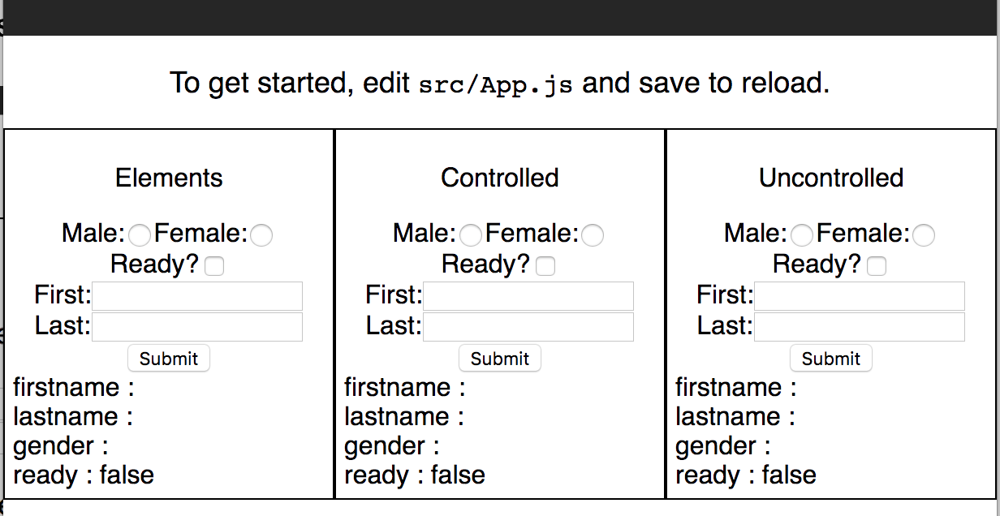 To get started, edit src/App.js and save to reload.
Elements
Male: Female:
Ready?
First:
Last:
Submit
firstname :
lastname :
gender :
ready : false
Controlled
Male: Female:
Ready?
First:
Last:
Submit
firstname :
lastname :
gender :
ready : false
Uncontrolled
Male: Female:
Ready?
First:
Last:
Submit
firstname :
lastname :
gender :
ready : false